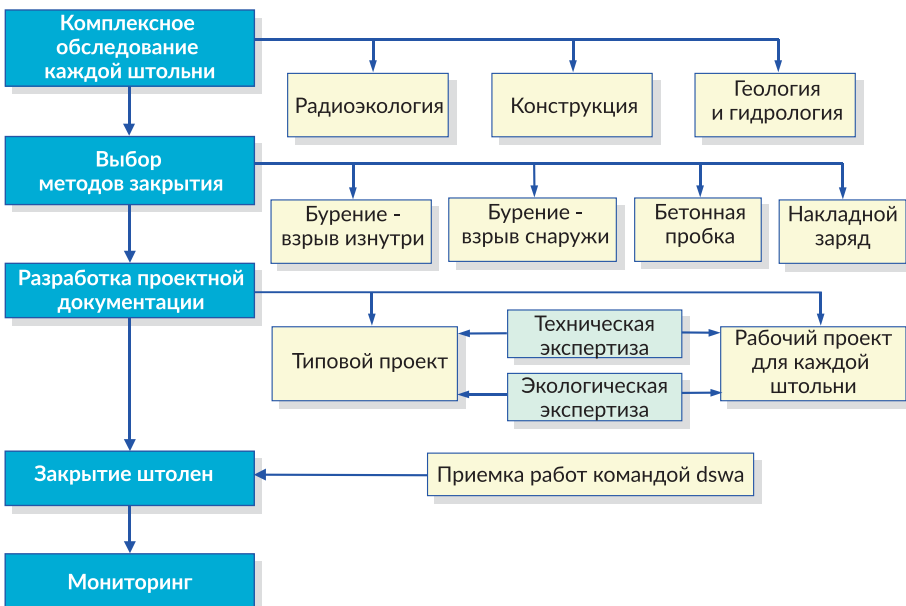 Комплексное
обследование
каждой штольни
Радиоэкология
Конструкция
Геология
и гидрология
Выбор
методов закрытия
Бурение -
взрыв изнутри
Бурение -
взрыв снаружи
Бетонная
пробка
Накладной
заряд
Разработка проектной
документации
Типовой проект
Техническая
экспертиза
Экологическая
экспертиза
Рабочий проект
для каждой
штольни
Закрытие штолен
Приемка работ командой dswa
Мониторинг